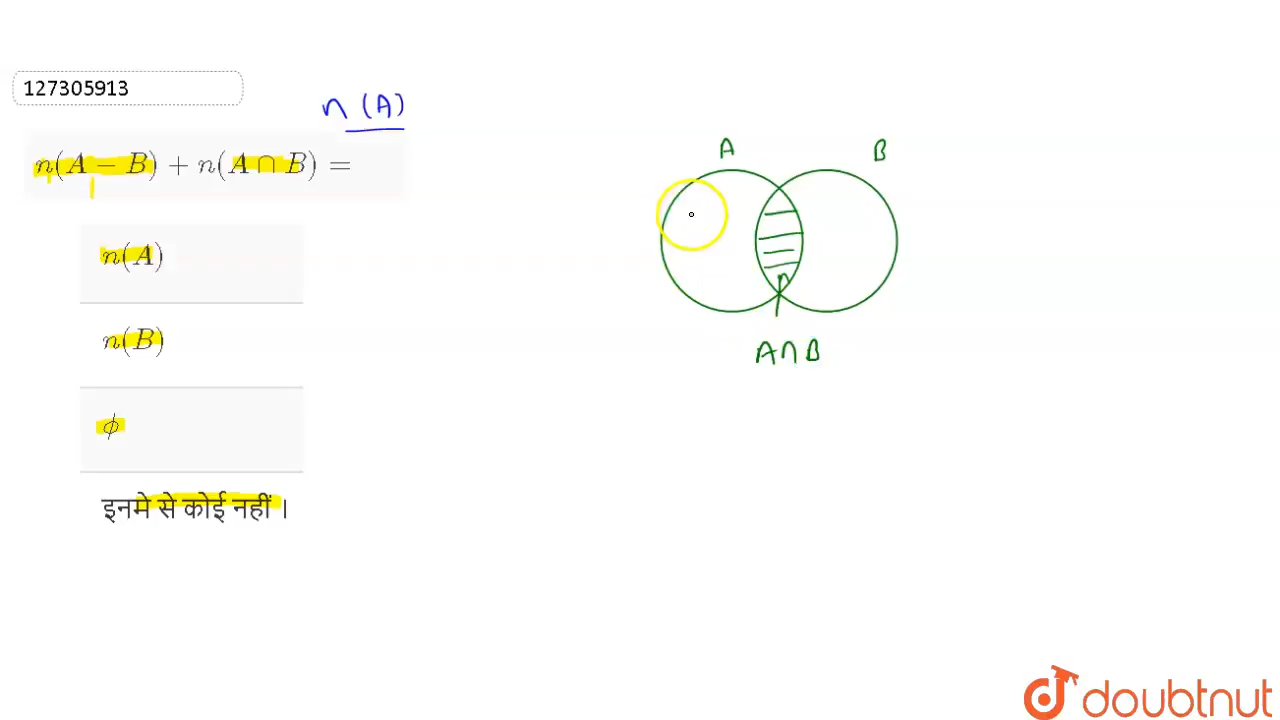 127305913
n (A)
n(A − B) + n(A ∩ B) =
n(A)
n(B)
ϕ
इनमे से कोई नहीं ।
A
B
A∩B
doubtnut